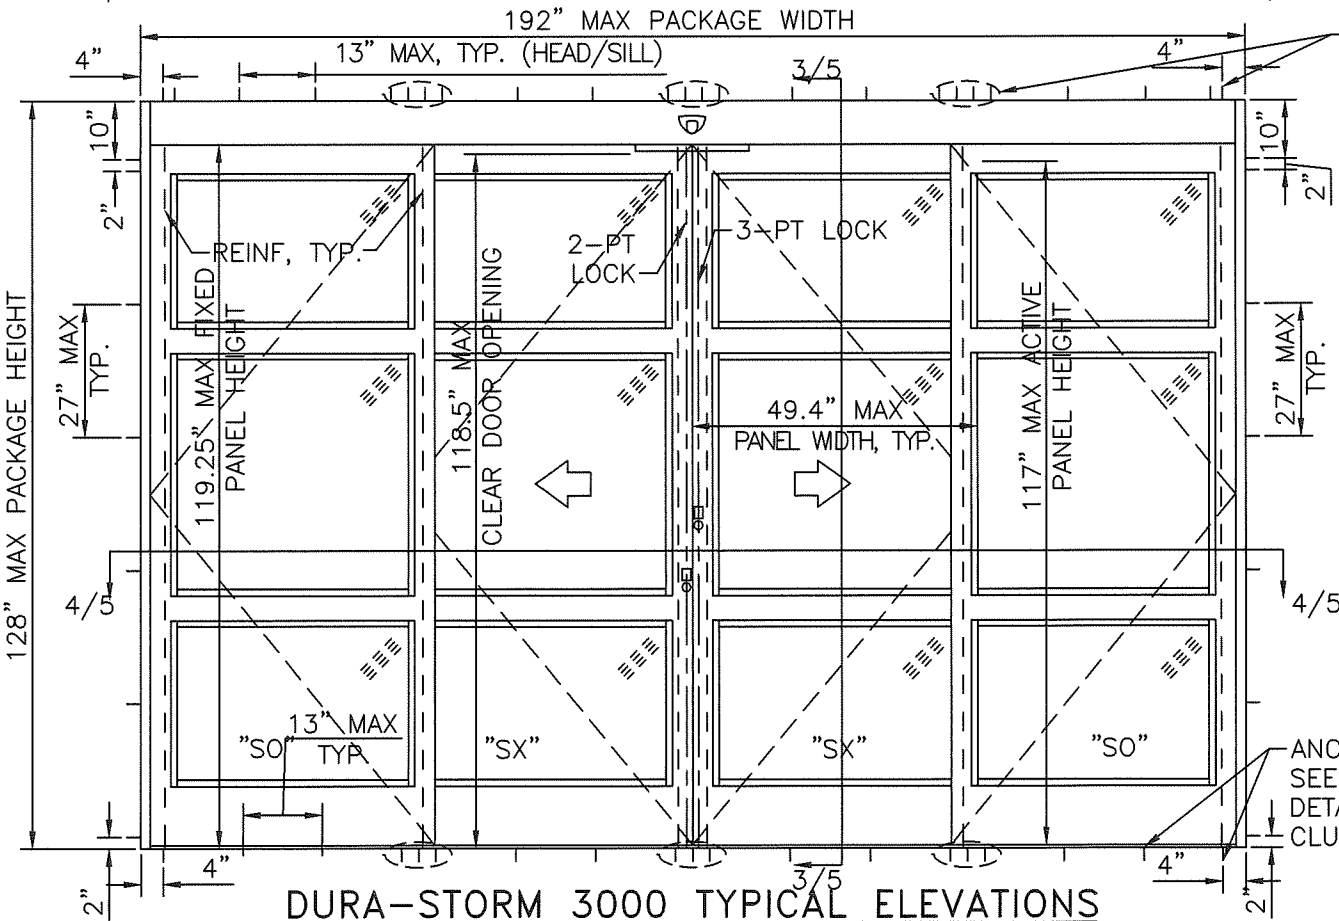 192" MAX PACKAGE WIDTH
13" MAX, TYP. (HEAD/SILL)
4"
3/5
4"
10"
2"
10"
2"
REINF, TYP.
2-PT
LOCK
3-PT LOCK
128" MAX PACKAGE HEIGHT
27" MAX
TYP.
119.25" MAX FIXED
PANEL HEIGHT
118.5" MAX
CLEAR DOOR OPENING
49.4" MAX
PANEL WIDTH, TYP.
117" MAX ACTIVE
PANEL HEIGHT
27" MAX
TYP.
4/5
4/5
13" MAX
TYP
"SO"
"SX"
"SX"
"SO"
ANC
SEE
DET
CLU
2"
4"
3/5
4"
2"
DURA-STORM 3000 TYPICAL ELEVATIONS